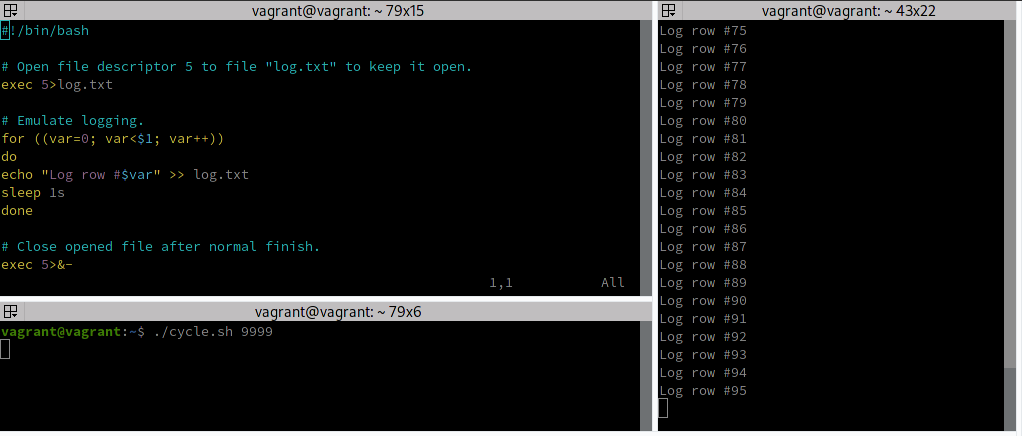 vagrant@vagrant: ~ 79x15
#!/bin/bash
# Open file descriptor 5 to file "log.txt" to keep it open.
exec 5>log.txt
# Emulate logging.
for ((var=0; var<$1; var++))
do
echo "Log row #$var" >> log.txt
sleep 1s
done
# Close opened file after normal finish.
exec 5>&-
1,1 All
vagrant@vagrant: ~ 79x6
vagrant@vagrant:~$ ./cycle.sh 9999
vagrant@vagrant: ~ 43x22
Log row #75
Log row #76
Log row #77
Log row #78
Log row #79
Log row #80
Log row #81
Log row #82
Log row #83
Log row #84
Log row #85
Log row #86
Log row #87
Log row #88
Log row #89
Log row #90
Log row #91
Log row #92
Log row #93
Log row #94
Log row #95